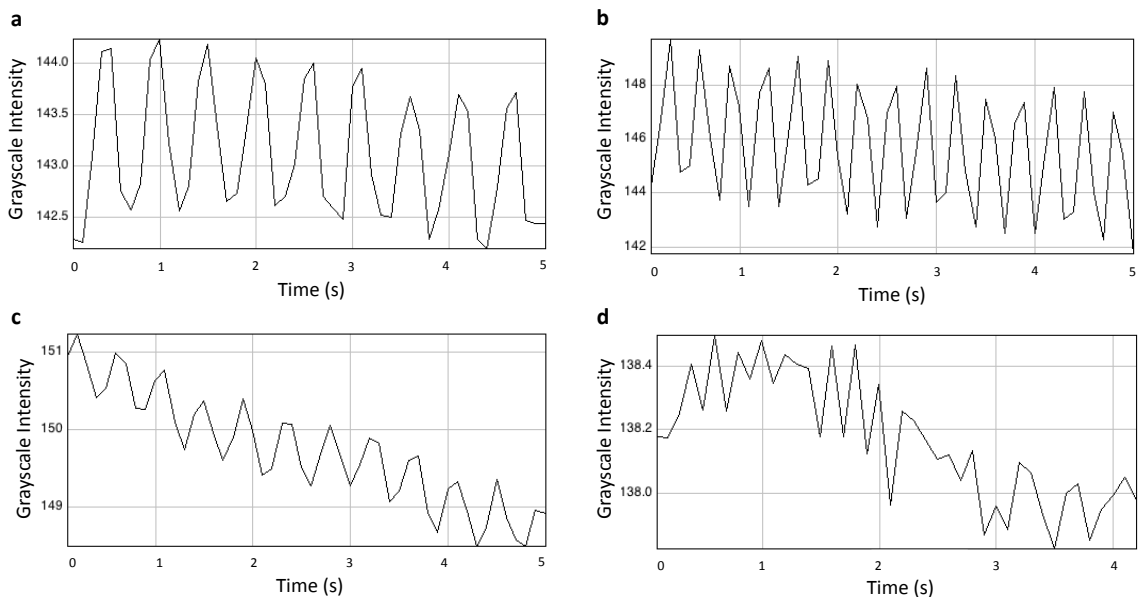 a
144.0
143.5
143.0
142.5
Grayscale Intensity
0 1 2 3 4 5
Time (s)
b
148
146
144
142
Grayscale Intensity
0 1 2 3 4 5
Time (s)
c
151
150
149
Grayscale Intensity
0 1 2 3 4 5
Time (s)
d
138.4
138.2
138.0
Grayscale Intensity
0 1 2 3 4
Time (s)